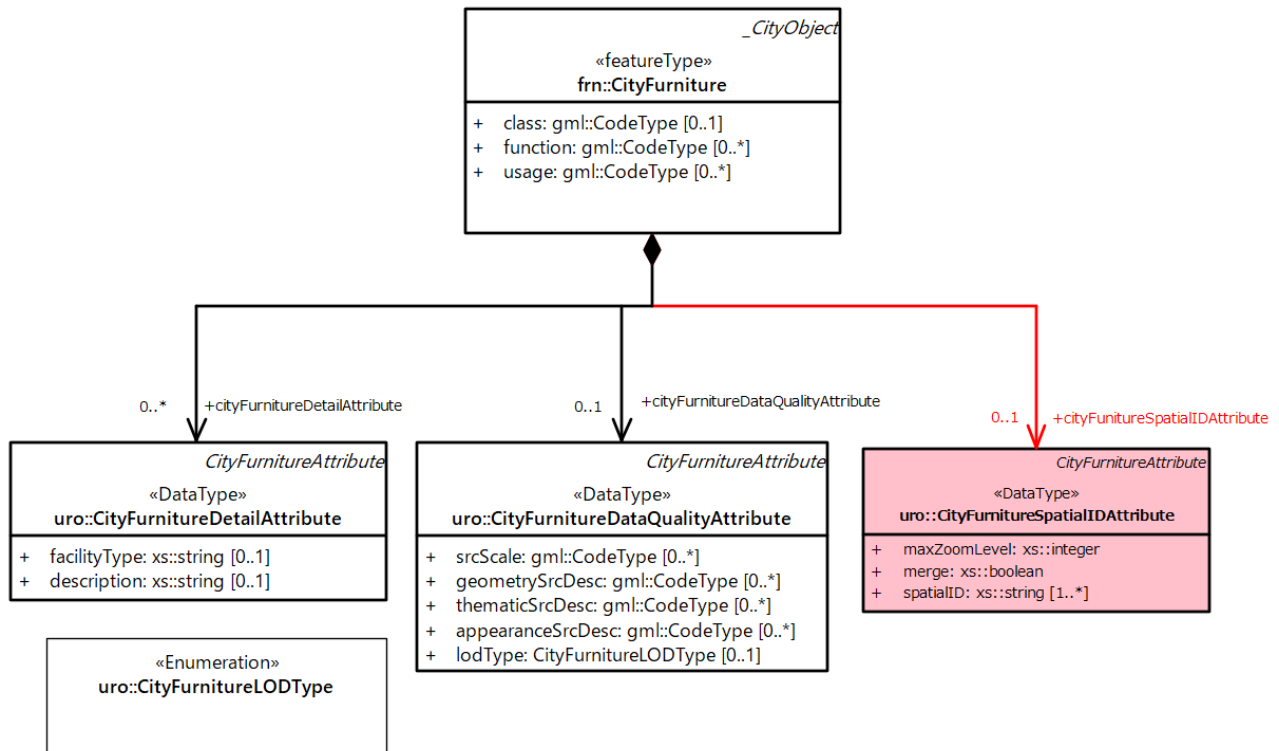 _CityObject
«featureType»
frn::CityFurniture
+ class: gml::CodeType [0..1]
+ function: gml::CodeType [0..*]
+ usage: gml::CodeType [0..*]
0..* +cityFurnitureDetailAttribute
0..1 +cityFurnitureDataQualityAttribute
0..1 +cityFunitureSpatialIDAttribute
CityFurnitureAttribute
«DataType»
uro::CityFurnitureDetailAttribute
+ facilityType: xs::string [0..1]
+ description: xs::string [0..1]
CityFurnitureAttribute
«DataType»
uro::CityFurnitureDataQualityAttribute
+ srcScale: gml::CodeType [0..*]
+ geometrySrcDesc: gml::CodeType [0..*]
+ thematicSrcDesc: gml::CodeType [0..*]
+ appearanceSrcDesc: gml::CodeType [0..*]
+ lodType: CityFurnitureLODType [0..1]
CityFurnitureAttribute
«DataType»
uro::CityFurnitureSpatialIDAttribute
+ maxZoomLevel: xs::integer
+ merge: xs::boolean
+ spatialID: xs::string [1..*]
«Enumeration»
uro::CityFurnitureLODType